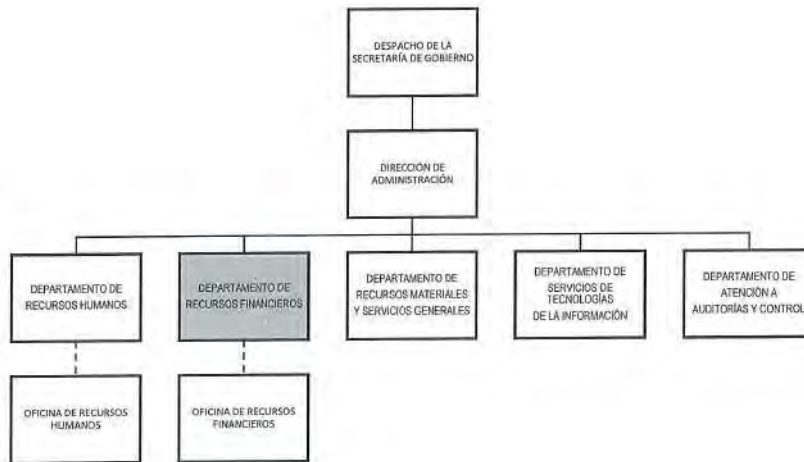 DESPACHO DE LA
SECRETARÍA DE GOBIERNO
DIRECCIÓN DE
ADMINISTRACIÓN
DEPARTAMENTO DE
RECURSOS HUMANOS
DEPARTAMENTO DE
RECURSOS FINANCIEROS
DEPARTAMENTO DE
RECURSOS MATERIALES
Y SERVICIOS GENERALES
DEPARTAMENTO DE
SERVICIOS DE
TECNOLOGÍAS
DE LA INFORMACIÓN
DEPARTAMENTO DE
ATENCIÓN A
AUDITORÍAS Y CONTROL
OFICINA DE RECURSOS
HUMANOS
OFICINA DE RECURSOS
FINANCIEROS